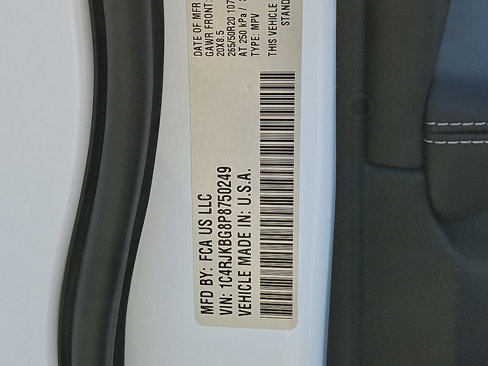 DATE OF MFR
GAWR FRONT:
20X8.5
265/50R20 107
AT 250 kPa /
TYPE: MPV
THIS VEHICLE
STAND
MFD BY: FCA US LLC
VIN: 1C4RJKBG8P8750249
VEHICLE MADE IN: U.S.A.